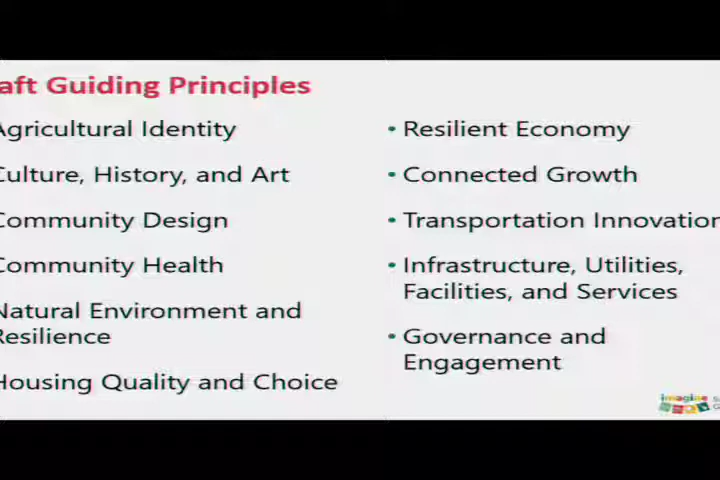 aft Guiding Principles
Agricultural Identity
Culture, History, and Art
Community Design
Community Health
Natural Environment and
Resilience
Housing Quality and Choice
• Resilient Economy
• Connected Growth
• Transportation Innovation
• Infrastructure, Utilities,
Facilities, and Services
• Governance and
Engagement
imagine